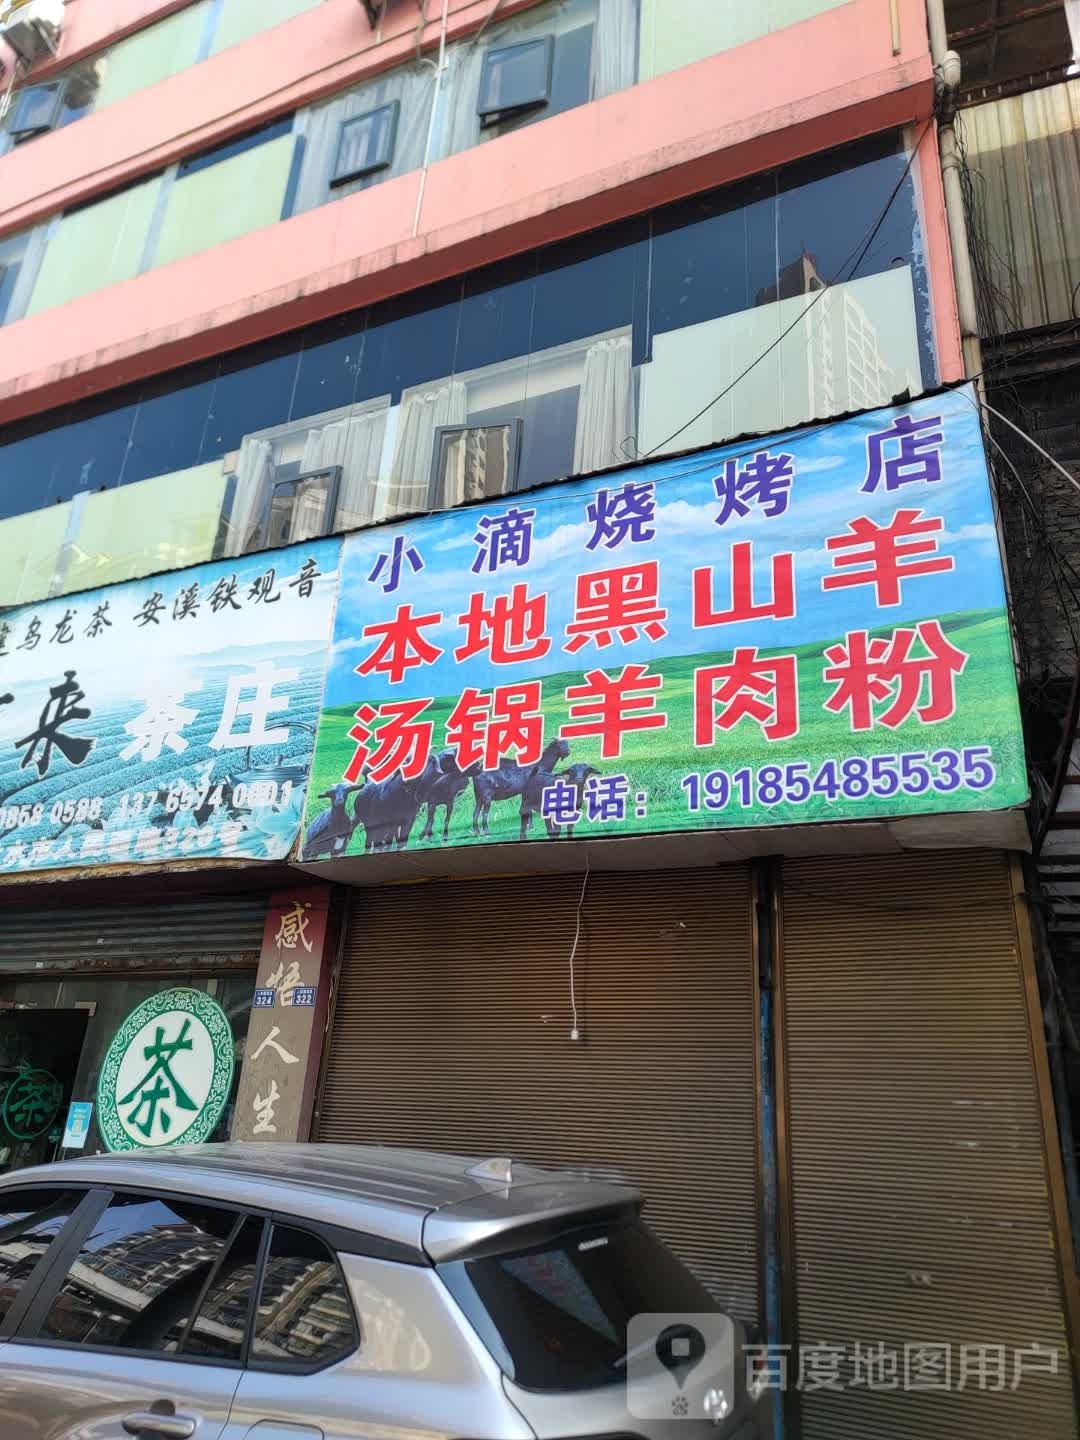 小滴烧烤店
本地黑山羊
汤锅羊肉粉
电话：19185485535
建乌龙茶 安溪铁观音
来茶庄
感悟人生
324
322
茶
茶
百度地图用户